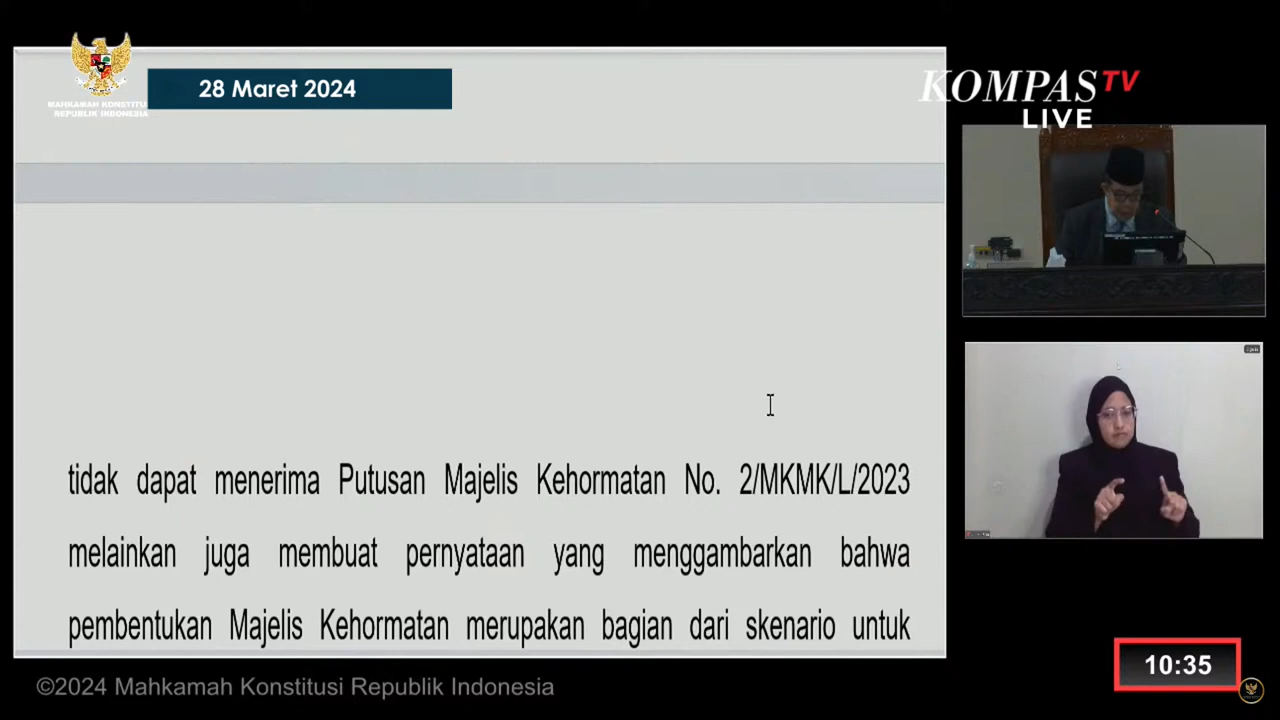 MAHKAMAH KONSTITUSI
REPUBLIK INDONESIA
28 Maret 2024
KOMPAS TV
LIVE
tidak dapat menerima Putusan Majelis Kehormatan No. 2/MKMK/L/2023
melainkan juga membuat pernyataan yang menggambarkan bahwa
pembentukan Majelis Kehormatan merupakan bagian dari skenario untuk
10:35
©2024 Mahkamah Konstitusi Republik Indonesia